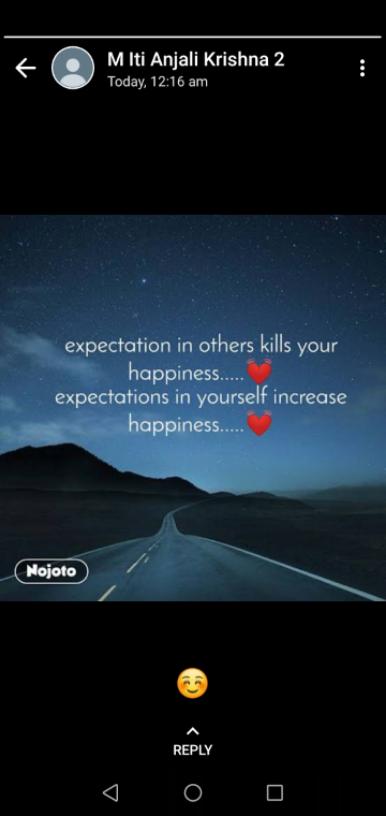 M Iti Anjali Krishna 2
Today, 12:16 am
expectation in others kills your
happiness.....💓
expectations in yourself increase
happiness.....💓
Nojoto
☺️
REPLY